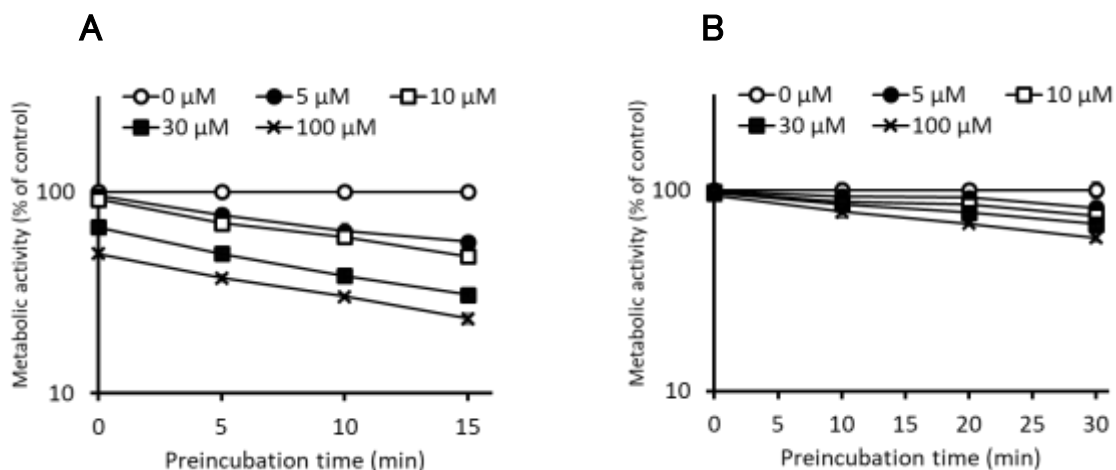 A
0 µM 5 µM 10 µM
30 µM 100 µM
Metabolic activity (% of control)
100
10
0 5 10 15
Preincubation time (min)
B
0 µM 5 µM 10 µM
30 µM 100 µM
Metabolic activity (% of control)
100
10
0 5 10 15 20 25 30
Preincubation time (min)